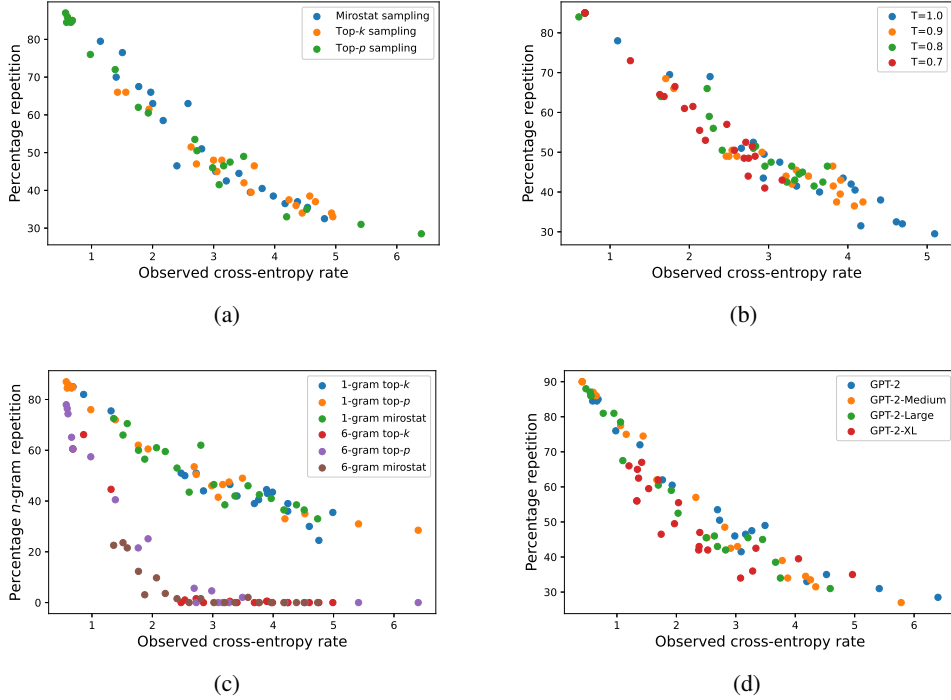 Percentage repetition
80
70
60
50
40
30
1
2
3
4
5
6
Observed cross-entropy rate
Mirostat sampling
Top-k sampling
Top-p sampling
(a)
Percentage repetition
80
70
60
50
40
30
1
2
3
4
5
Observed cross-entropy rate
T=1.0
T=0.9
T=0.8
T=0.7
(b)
Percentage n-gram repetition
80
60
40
20
0
1
2
3
4
5
6
Observed cross-entropy rate
1-gram top-k
1-gram top-p
1-gram mirostat
6-gram top-k
6-gram top-p
6-gram mirostat
(c)
Percentage repetition
90
80
70
60
50
40
30
1
2
3
4
5
6
Observed cross-entropy rate
GPT-2
GPT-2-Medium
GPT-2-Large
GPT-2-XL
(d)